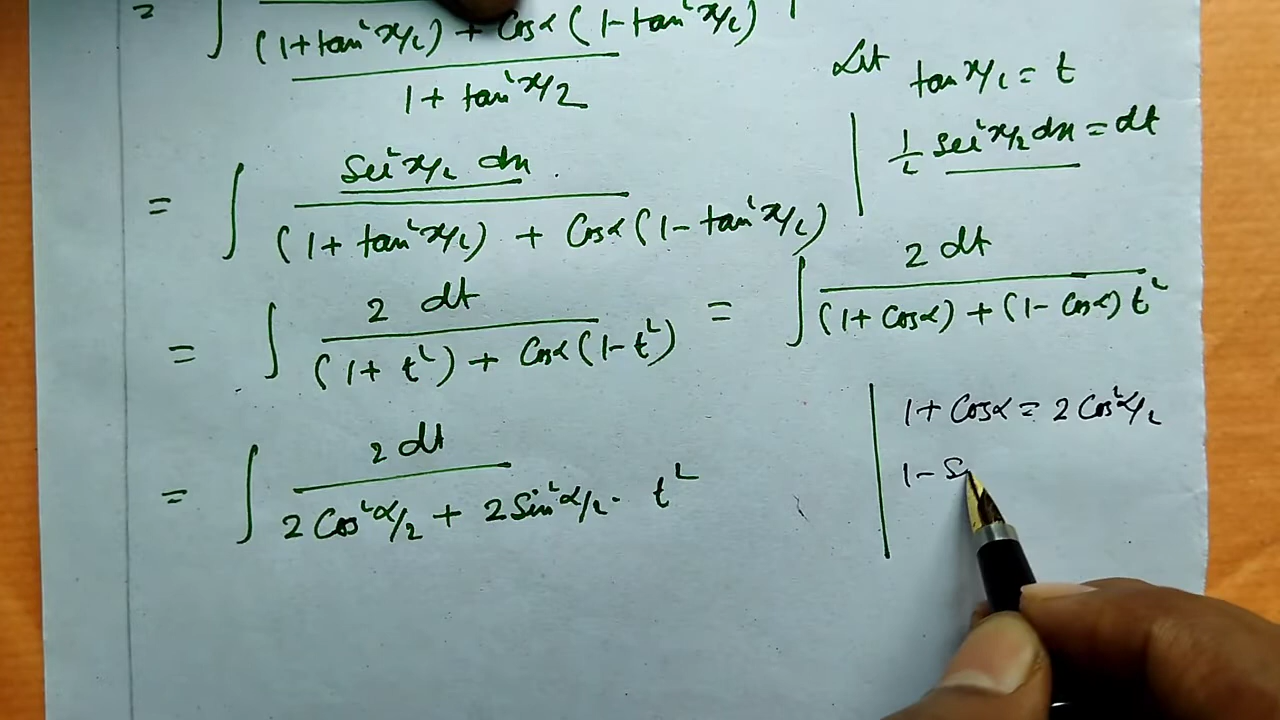 = ∫ (1+tan²x/2) + Cosα (1-tan²x/2)
1 + tan²x/2
Let tan x/2 = t
1/2 sec²x/2 dx = dt
= ∫ Sec²x/2 dx / (1+ tan²x/2) + Cosα (1- tan²x/2)
= ∫ 2 dt / (1+ t²) + Cosα (1-t²) = ∫ 2 dt / (1+ Cosα) + (1- Cosα) t²
1+ Cosα = 2 Cos²α/2
= ∫ 2 dt / 2 Cos²α/2 + 2 Sin²α/2 · t²
1- S